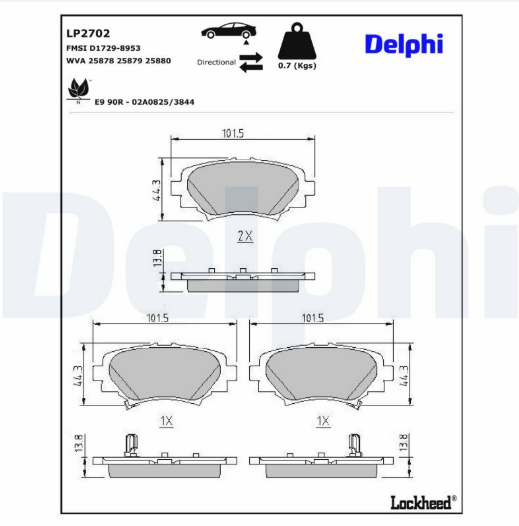 LP2702
FMSI D1729-8953
WVA 25878 25879 25880
Directional
0.7 (Kgs)
Delphi
N
E9 90R - 02A0825/3844
101.5
44.3
2X
13.8
101.5
101.5
44.3
44.3
1X
1X
13.8
13.8
Delphi
Lockheed®